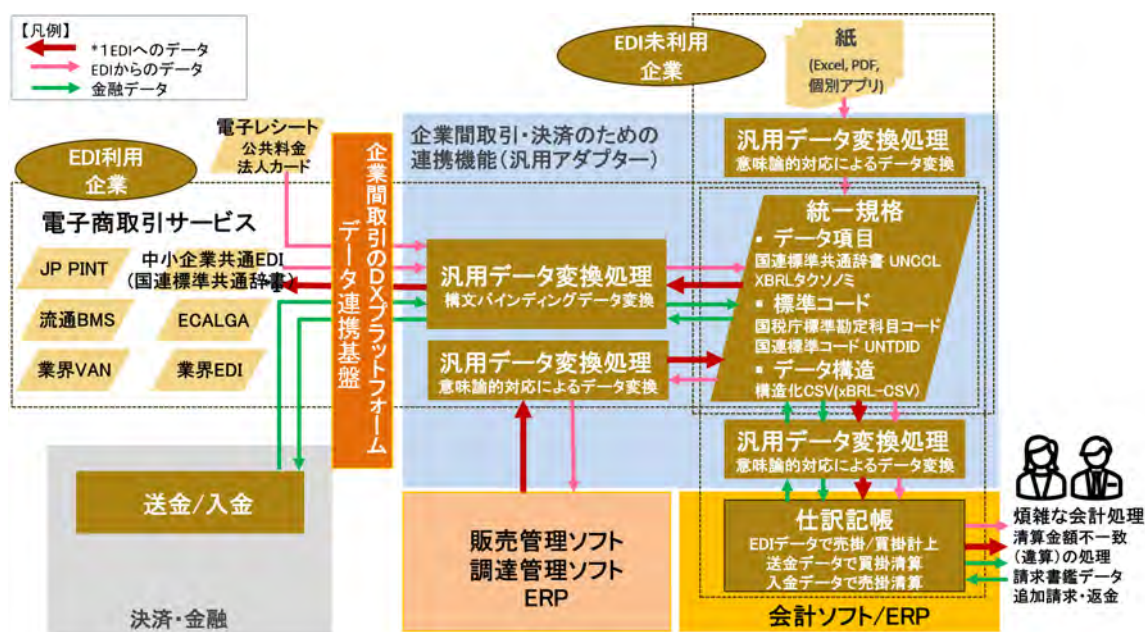 【凡例】
*1EDIへのデータ
EDIからのデータ
金融データ
EDI未利用
企業
紙
(Excel, PDF,
個別アプリ)
電子レシート
公共料金
法人カード
EDI利用
企業
企業間取引のDXプラットフォーム
データ連携基盤
企業間取引・決済のための
連携機能(汎用アダプター)
汎用データ変換処理
意味論的対応によるデータ変換
電子商取引サービス
JP PINT
中小企業共通EDI
(国連標準共通辞書)
流通BMS
ECALGA
業界VAN
業界EDI
汎用データ変換処理
構文バインディングデータ変換
汎用データ変換処理
意味論的対応によるデータ変換
統一規格
▪ データ項目
国連標準共通辞書 UNCCL
XBRLタクソノミ
▪ 標準コード
国税庁標準勘定科目コード
国連標準コード UNTDID
▪ データ構造
構造化CSV(xBRL-CSV)
汎用データ変換処理
意味論的対応によるデータ変換
送金/入金
決済・金融
販売管理ソフト
調達管理ソフト
ERP
仕訳記帳
EDIデータで売掛/買掛計上
送金データで買掛清算
入金データで売掛清算
会計ソフト/ERP
煩雑な会計処理
清算金額不一致
(違算)の処理
請求書鑑データ
追加請求・返金